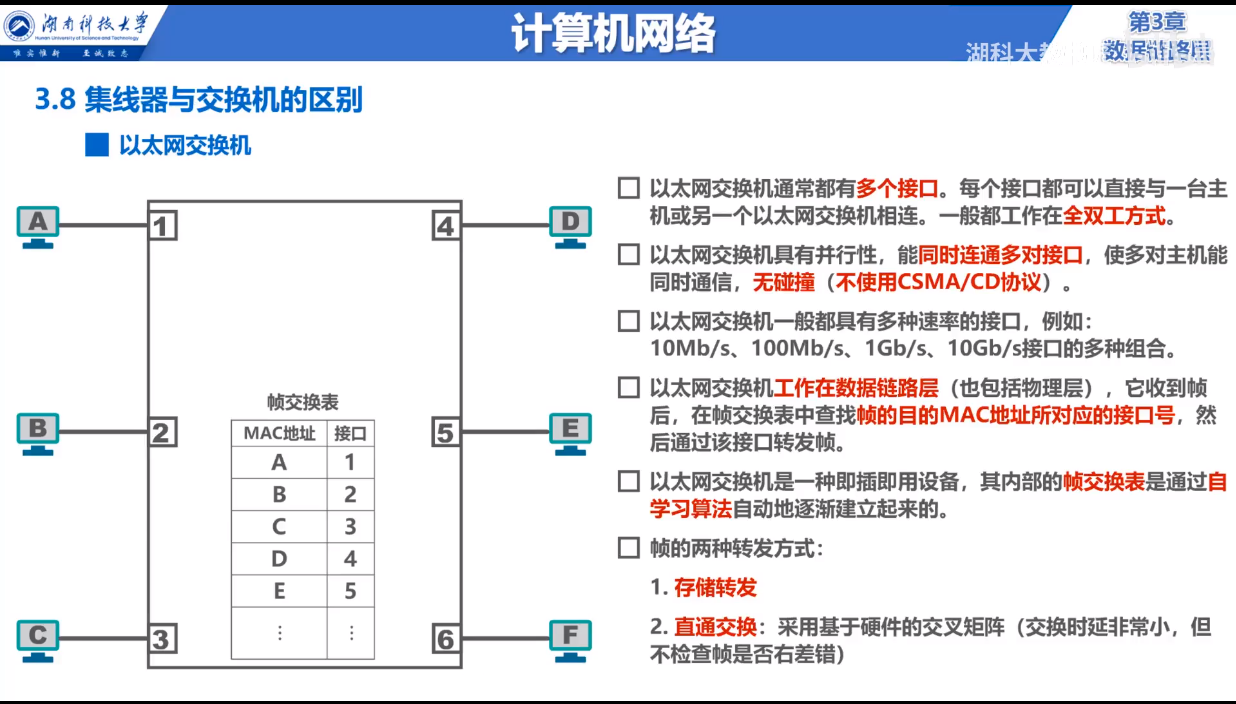 湖南科技大学
Hunan University of Science and Technology
唯实惟新 至诚致志
计算机网络
第3章
数据链路层
湖科大教书匠
3.8 集线器与交换机的区别
以太网交换机
A
1
4
D
B
2
5
E
C
3
6
F
帧交换表
MAC地址 接口
A 1
B 2
C 3
D 4
E 5
⋮ ⋮
以太网交换机通常都有多个接口。每个接口都可以直接与一台主
机或另一个以太网交换机相连。一般都工作在全双工方式。
以太网交换机具有并行性，能同时连通多对接口，使多对主机能
同时通信，无碰撞（不使用CSMA/CD协议）。
以太网交换机一般都具有多种速率的接口，例如：
10Mb/s、100Mb/s、1Gb/s、10Gb/s接口的多种组合。
以太网交换机工作在数据链路层（也包括物理层），它收到帧
后，在帧交换表中查找帧的目的MAC地址所对应的接口号，然
后通过该接口转发帧。
以太网交换机是一种即插即用设备，其内部的帧交换表是通过自
学习算法自动地逐渐建立起来的。
帧的两种转发方式：
1. 存储转发
2. 直通交换：采用基于硬件的交叉矩阵（交换时延非常小，但
不检查帧是否右差错）